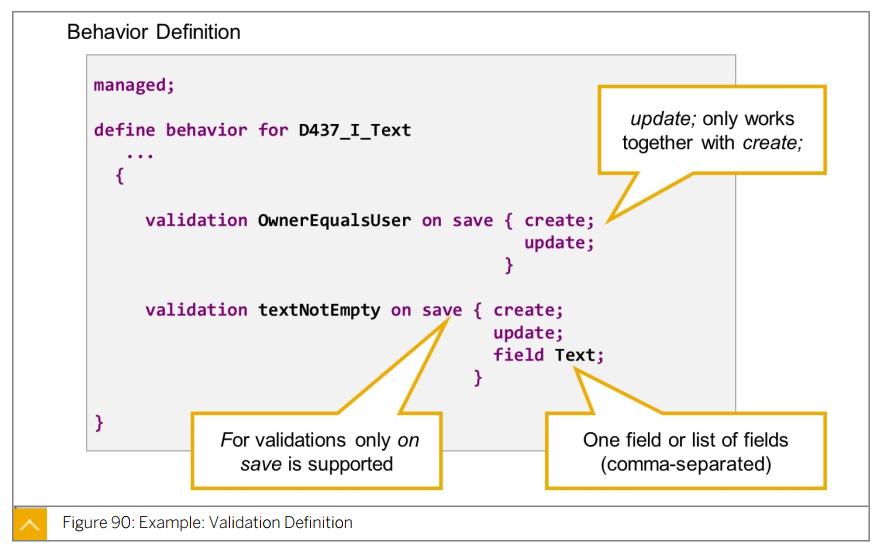 Behavior Definition
managed;
define behavior for D437_I_Text
...
{
validation OwnerEqualsUser on save { create;
update;
}
validation textNotEmpty on save { create;
update;
field Text;
}
}
update; only works
together with create;
For validations only on
save is supported
One field or list of fields
(comma-separated)
Figure 90: Example: Validation Definition